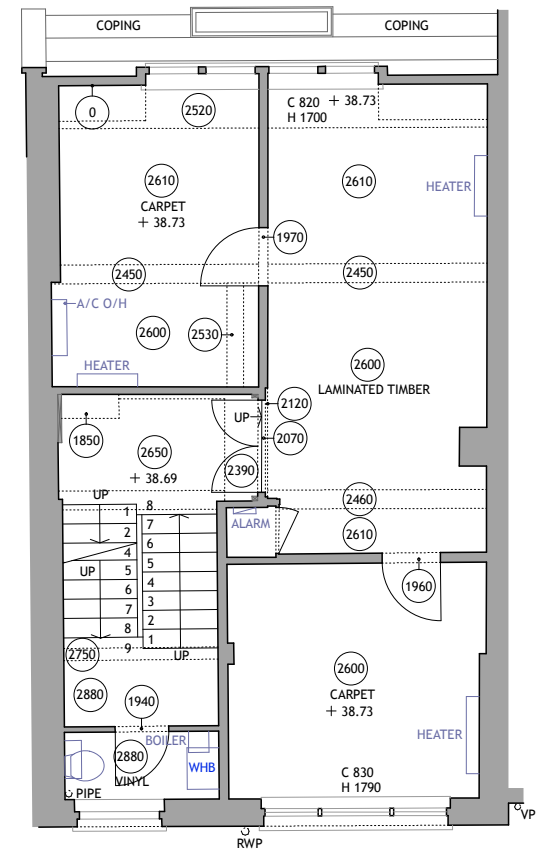 COPING COPING
0
2520
C 820 + 38.73
H 1700
2610
CARPET
+ 38.73
2610
HEATER
1970
2450
2450
A/C O/H
2600
2530
2600
LAMINATED TIMBER
HEATER
2120
UP
2070
1850
2650
+ 38.69
2390
2460
UP
1 8
7
2 6
4 5
UP
5 4
6 3
7 2
8 1
9
UP
ALARM
2610
1960
2750
2880
1940
2600
CARPET
+ 38.73
HEATER
BOILER
2880
WHB
VINYL
PIPE
C 830
H 1790
VP
RWP